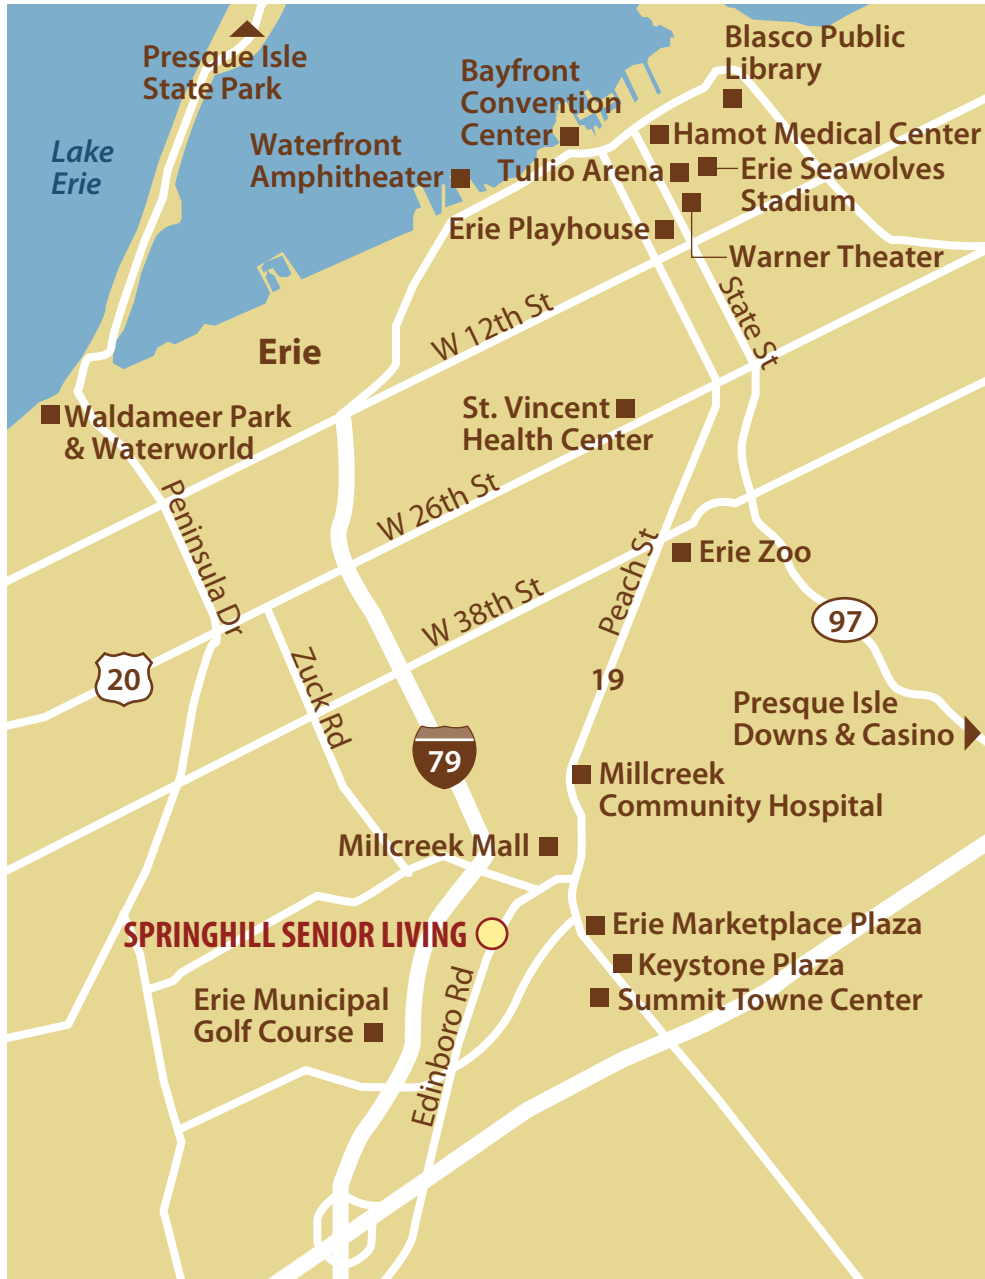 Blasco Public
Library
Presque Isle
State Park
Bayfront
Convention
Center
Hamot Medical Center
Waterfront
Amphitheater
Lake
Erie
Tullio Arena
Erie Seawolves
Stadium
Erie Playhouse
Warner Theater
State St
W 12th St
Erie
Waldameer Park
& Waterworld
St. Vincent
Health Center
W 26th St
Peninsula Dr
Erie Zoo
Peach St
W 38th St
97
20
Zuck Rd
19
Presque Isle
Downs & Casino
79
Millcreek
Community Hospital
Millcreek Mall
SPRINGHILL SENIOR LIVING
Erie Marketplace Plaza
Keystone Plaza
Summit Towne Center
Erie Municipal
Golf Course
Edinboro Rd